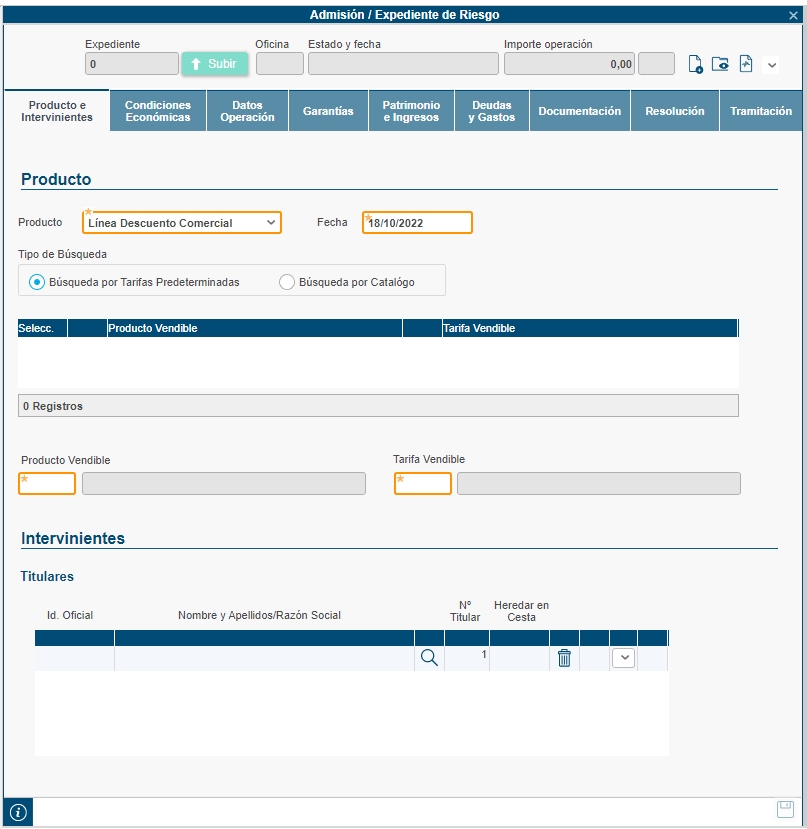 Admisión / Expediente de Riesgo
Expediente Oficina Estado y fecha Importe operación
0 Subir 0,00
Producto e Intervinientes
Condiciones Económicas
Datos Operación
Garantías
Patrimonio e Ingresos
Deudas y Gastos
Documentación
Resolución
Tramitación
Producto
Producto * Línea Descuento Comercial Fecha * 18/10/2022
Tipo de Búsqueda
Búsqueda por Tarifas Predeterminadas Búsqueda por Catalógo
Selecc. Producto Vendible Tarifa Vendible
0 Registros
Producto Vendible Tarifa Vendible
* *
Intervinientes
Titulares
Id. Oficial Nombre y Apellidos/Razón Social Nº Titular Heredar en Cesta
1